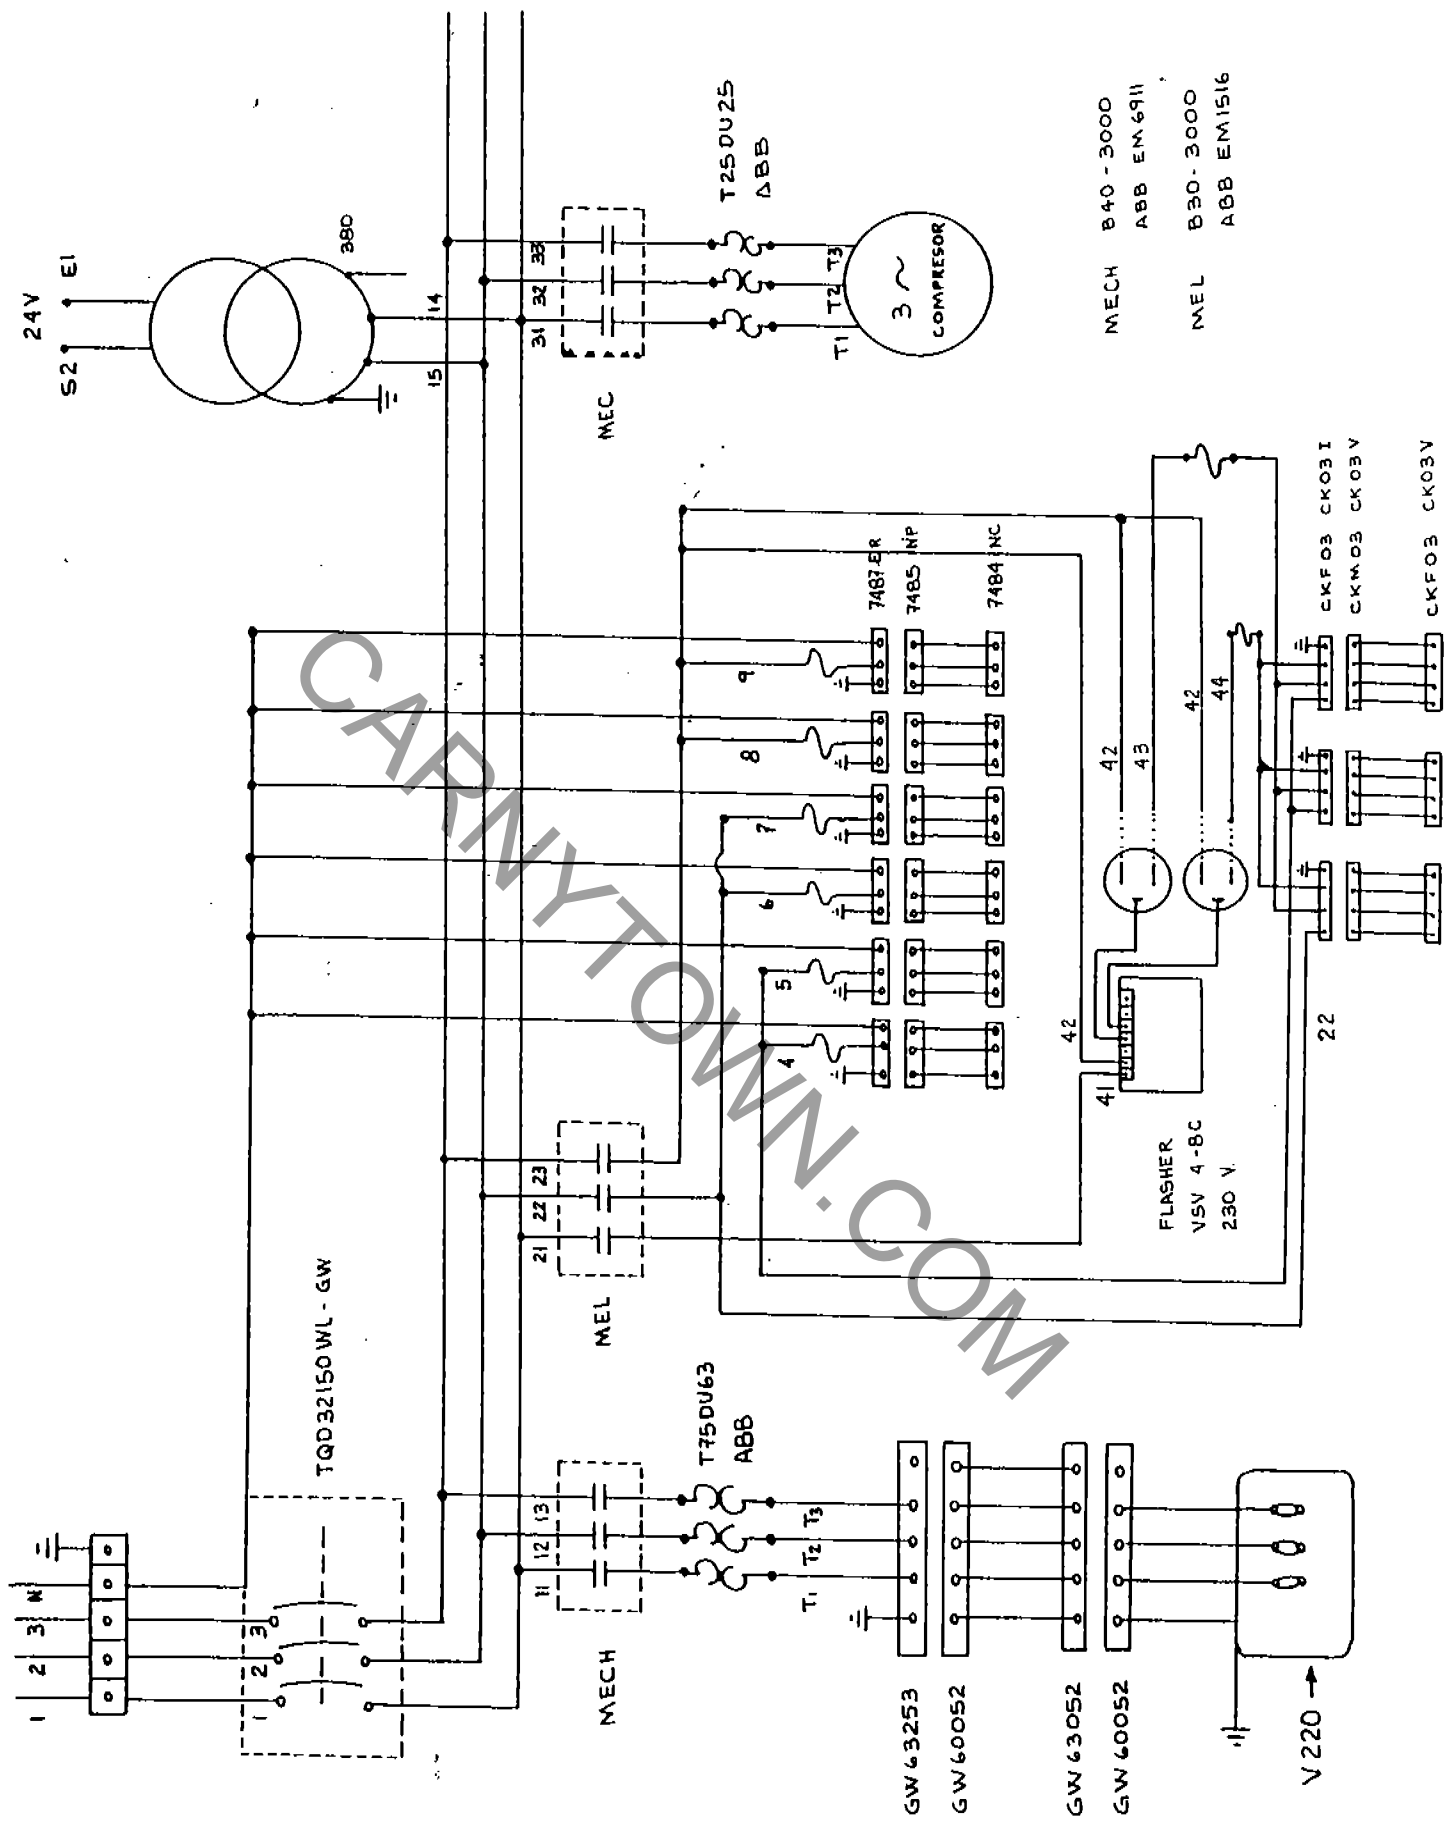 24V
S2
E1
380
15
14
1
2
3
N
1
2
3
TQD32150WL-GW
MECH
11
12
13
MEL
21
22
23
MEC
31
32
33
T75DU63
ABB
T25DU25
ABB
T1
T2
T3
T1
T2
T3
3~
COMPRESOR
4
5
6
7
8
9
7487.ER
7485 NP
7484 NC
MECH B40-3000
ABB EM6911
MEL B30-3000
ABB EM1516
GW63253
GW60052
GW63052
GW60052
V220→
FLASHER
VSV 4-8C
230 V.
41
42
42
43
42
44
22
CKF03 CK03I
CKM03 CK03V
CKF03 CK03V
CARNYTOWN.COM